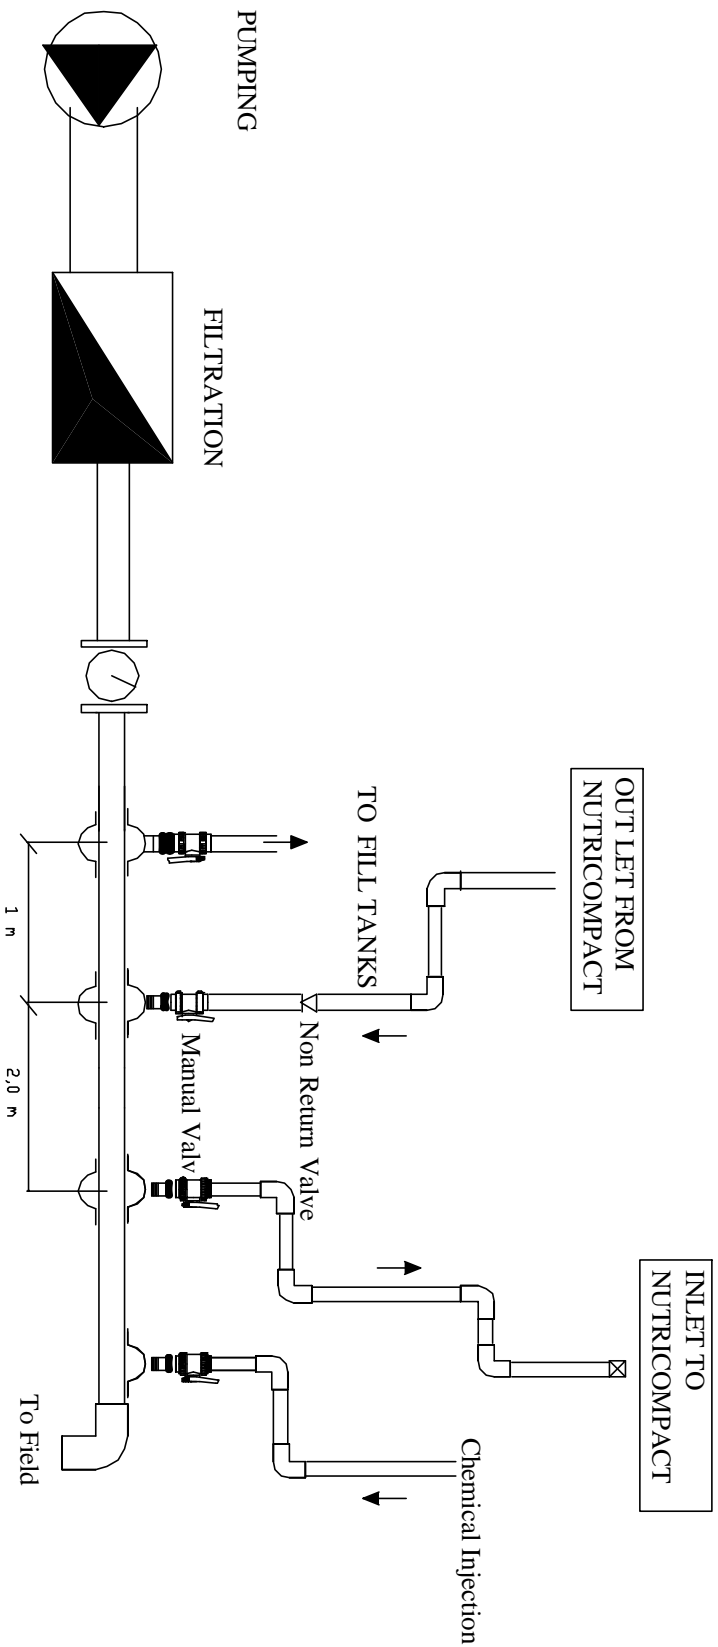 PUMPING
FILTRATION
OUT LET FROM
NUTRICOMPACT
TO FILL TANKS
Non Return Valve
Manual Valv
1 m
2,0 m
INLET TO
NUTRICOMPACT
Chemical Injection
To Field